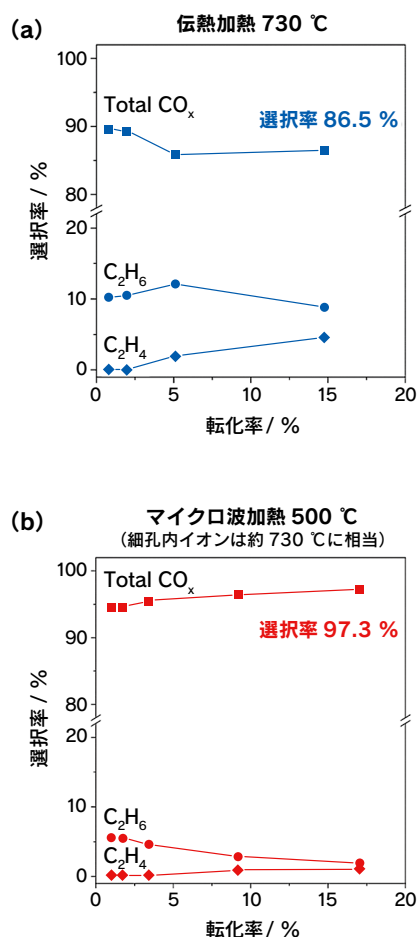 (a)
伝熱加熱 730 ℃
100
Total COx
選択率 86.5 %
90
80
選択率 / %
20
C2H6
10
C2H4
0
0 5 10 15 20
転化率 / %
(b)
マイクロ波加熱 500 ℃
（細孔内イオンは約 730 ℃に相当）
100
Total COx
選択率 97.3 %
90
80
選択率 / %
20
10
C2H6
C2H4
0
0 5 10 15 20
転化率 / %